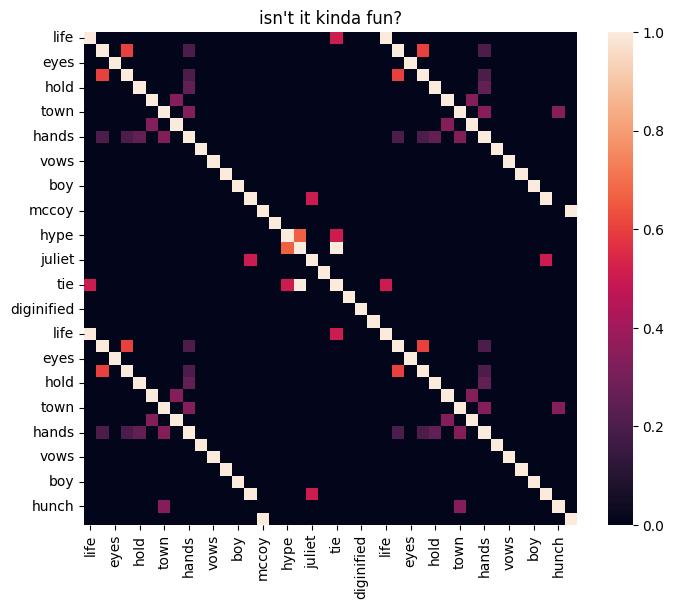 isn't it kinda fun?
life
eyes
hold
town
hands
vows
boy
mccoy
hype
juliet
tie
diginified
life
eyes
hold
town
hands
vows
boy
hunch
life
eyes
hold
town
hands
vows
boy
mccoy
hype
juliet
tie
diginified
life
eyes
hold
town
hands
vows
boy
hunch
1.0
0.8
0.6
0.4
0.2
0.0